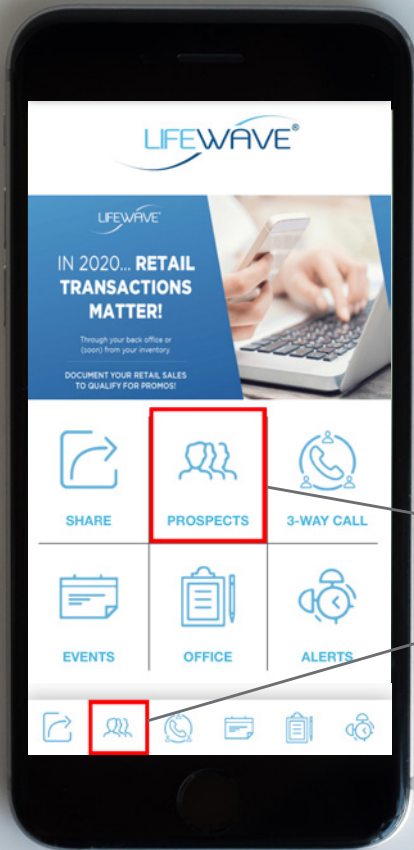 LIFEWAVE®
LIFEWAVE
IN 2020... RETAIL
TRANSACTIONS
MATTER!
Through your beck office or
(soon) from your inventory.
DOCUMENT YOUR RETAIL SALES
TO QUALIFY FOR PROMOS!
SHARE PROSPECTS 3-WAY CALL
EVENTS OFFICE ALERTS